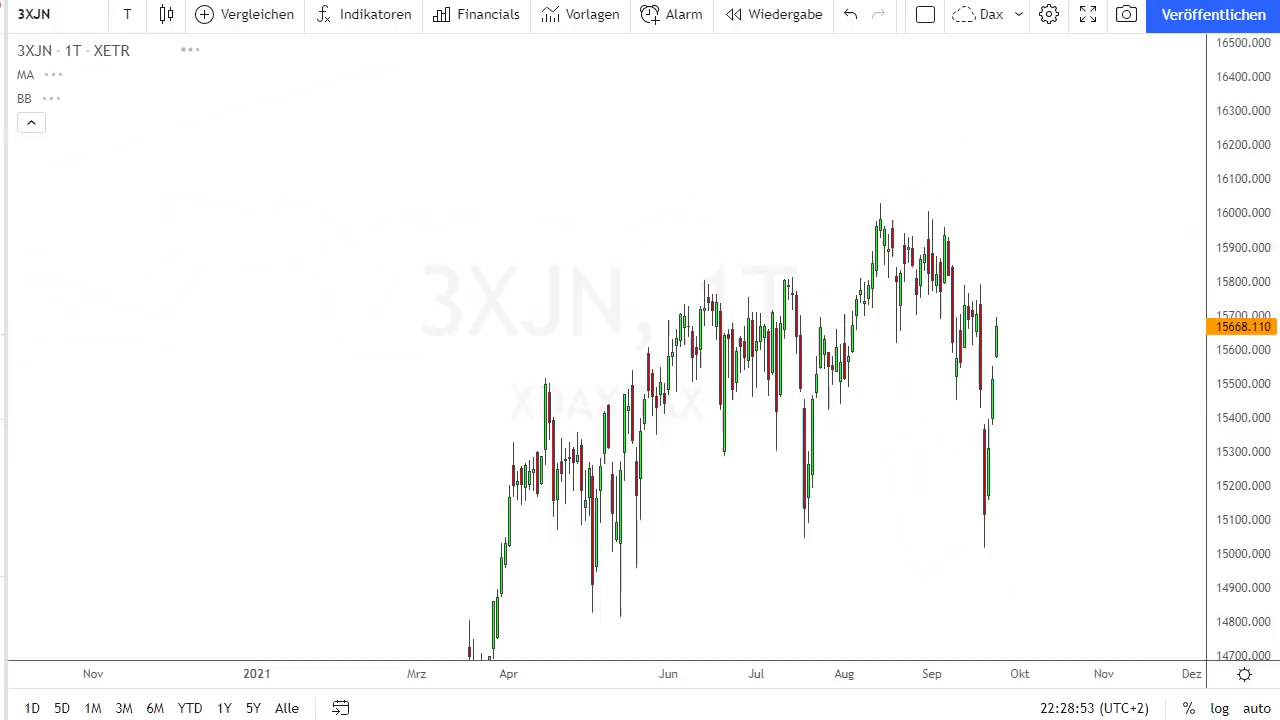 3XJN T Vergleichen Indikatoren Financials Vorlagen Alarm Wiedergabe Dax Veröffentlichen
3XJN · 1T · XETR
MA
BB
3XJN, 1T
16500.000
16400.000
16300.000
16200.000
16100.000
16000.000
15900.000
15800.000
15700.000
15668.110
15600.000
15500.000
15400.000
15300.000
15200.000
15100.000
15000.000
14900.000
14800.000
14700.000
Nov 2021 Mrz Apr Jun Jul Aug Sep Okt Nov Dez
1D 5D 1M 3M 6M YTD 1Y 5Y Alle 22:28:53 (UTC+2) % log auto